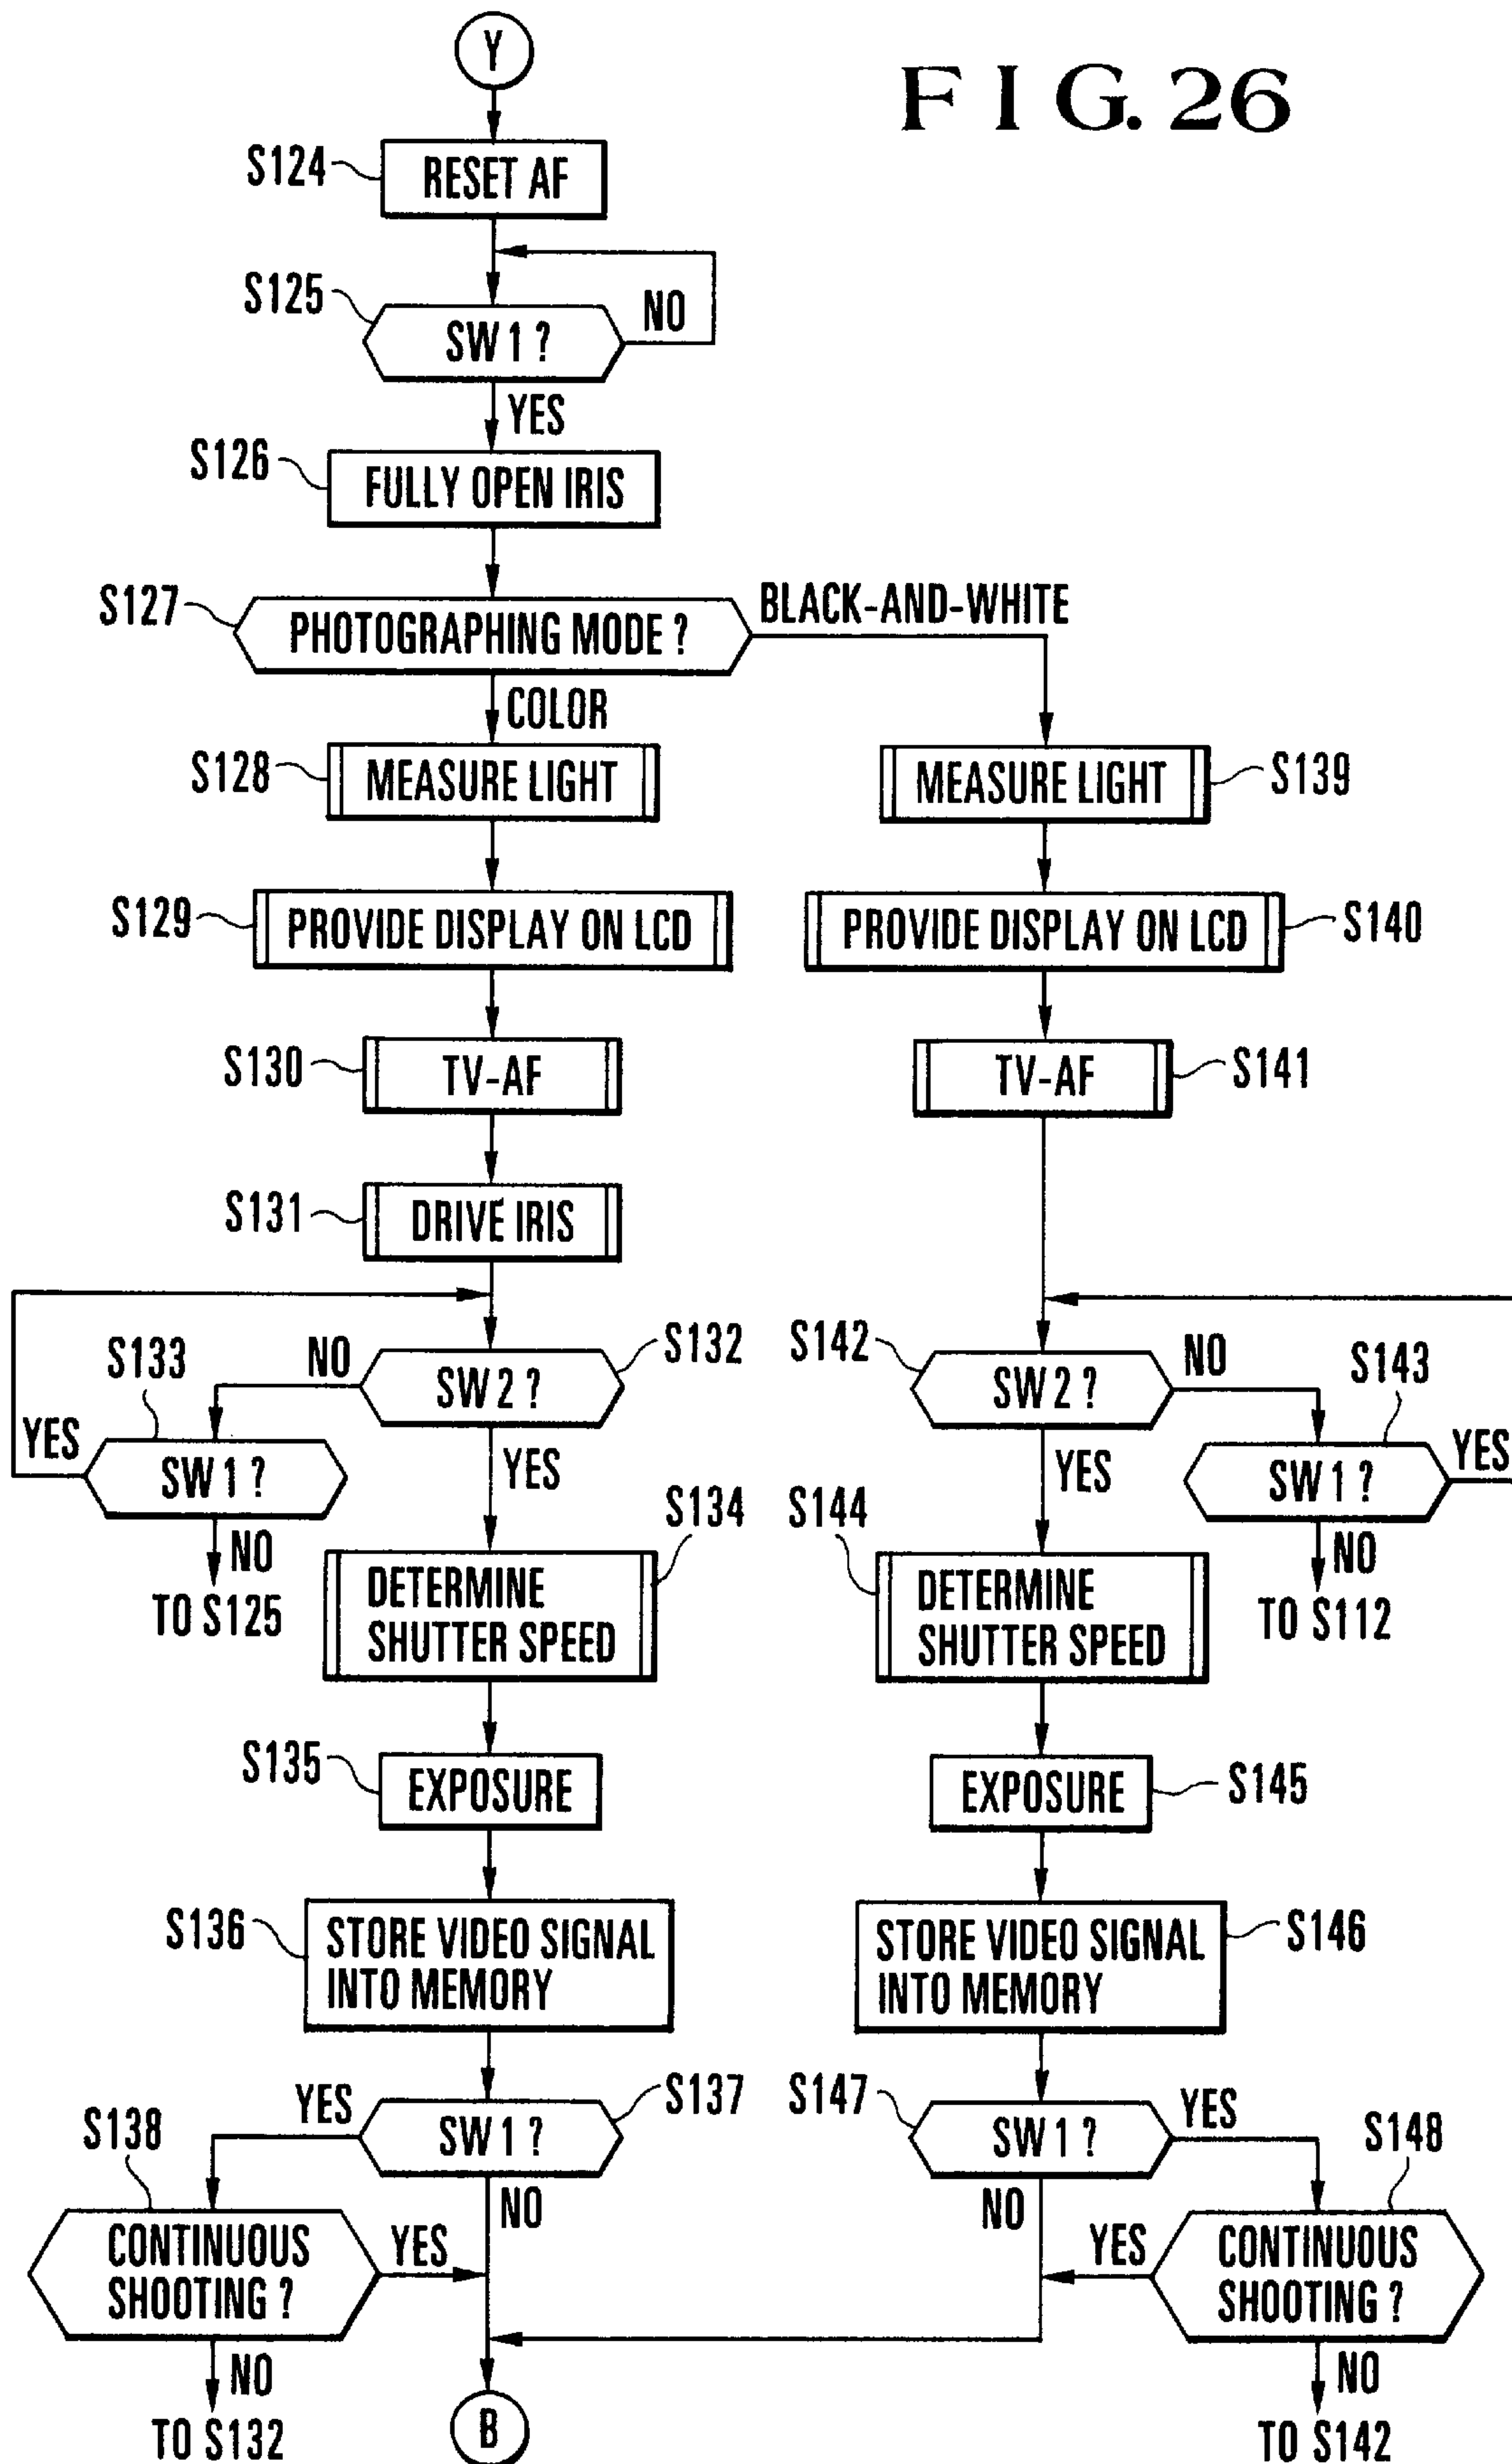 Y
F I G. 26
S124
RESET AF
S125
SW 1 ?
NO
YES
S126
FULLY OPEN IRIS
S127
PHOTOGRAPHING MODE ?
BLACK-AND-WHITE
COLOR
S128
MEASURE LIGHT
MEASURE LIGHT
S139
S129
PROVIDE DISPLAY ON LCD
PROVIDE DISPLAY ON LCD
S140
S130
TV-AF
TV-AF
S141
S131
DRIVE IRIS
S133
NO
SW 2 ?
S132
S142
SW 2 ?
NO
S143
YES
SW 1 ?
YES
YES
SW 1 ?
YES
NO
TO S125
S134
DETERMINE
SHUTTER SPEED
S144
DETERMINE
SHUTTER SPEED
NO
TO S112
S135
EXPOSURE
EXPOSURE
S145
S136
STORE VIDEO SIGNAL
INTO MEMORY
STORE VIDEO SIGNAL
INTO MEMORY
S146
S138
YES
SW 1 ?
S137
S147
SW 1 ?
YES
S148
CONTINUOUS
SHOOTING ?
YES
NO
NO
YES
CONTINUOUS
SHOOTING ?
NO
TO S132
B
NO
TO S142